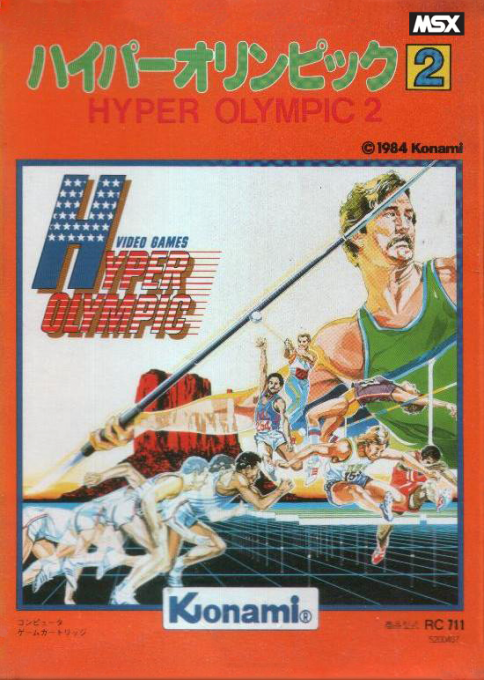 MSX
ハイパーオリンピック 2
HYPER OLYMPIC 2
©1984 Konami
H
VIDEO GAMES
YPER
OLYMPIC
Konami®
コンピュータ
ゲームカートリッジ
RC 711